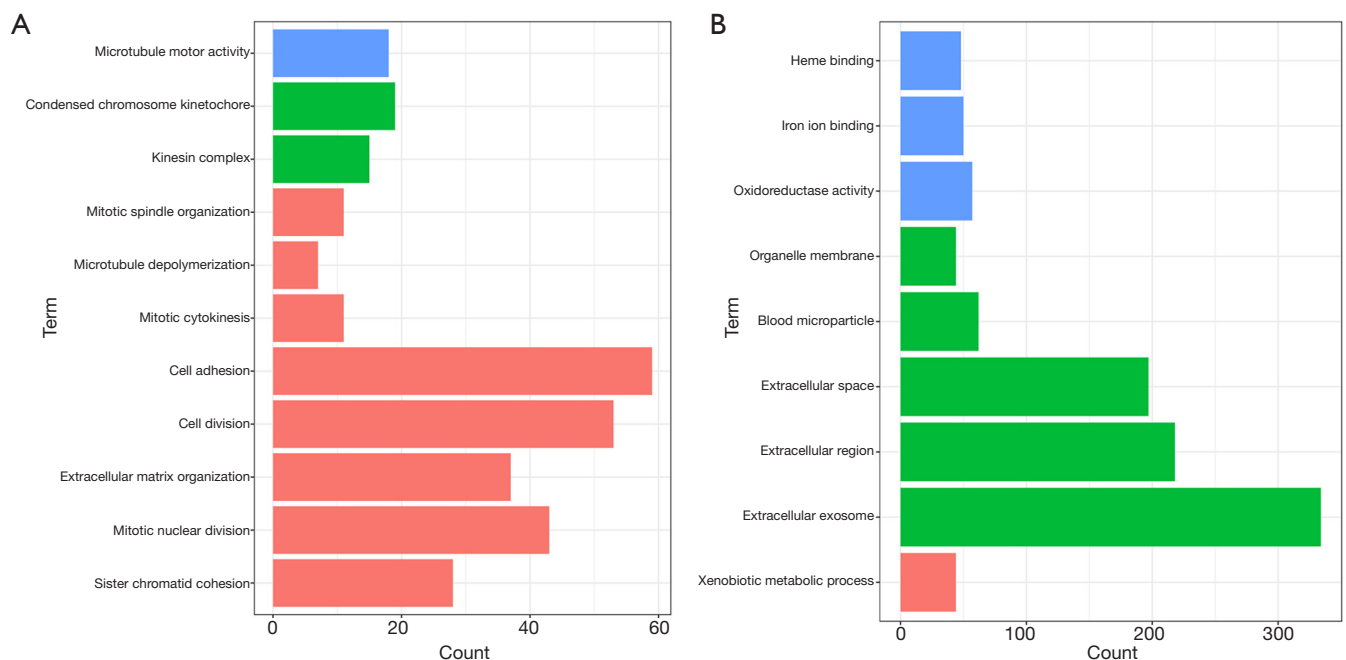 A
Microtubule motor activity
Condensed chromosome kinetochore
Kinesin complex
Mitotic spindle organization
Microtubule depolymerization
Mitotic cytokinesis
Cell adhesion
Cell division
Extracellular matrix organization
Mitotic nuclear division
Sister chromatid cohesion
Term
0 20 40 60
Count
B
Heme binding
Iron ion binding
Oxidoreductase activity
Organelle membrane
Blood microparticle
Extracellular space
Extracellular region
Extracellular exosome
Xenobiotic metabolic process
Term
0 100 200 300
Count